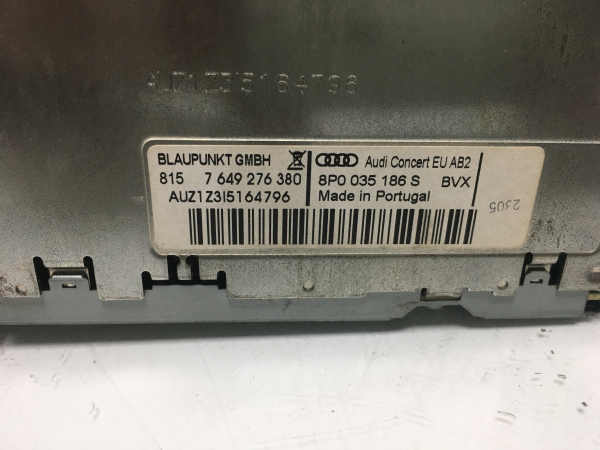 AUZ1Z3I5164796
BLAUPUNKT GMBH
815 7 649 276 380
AUZ1Z3I5164796
Audi Concert EU AB2
8P0 035 186 S BVX
Made in Portugal
2305